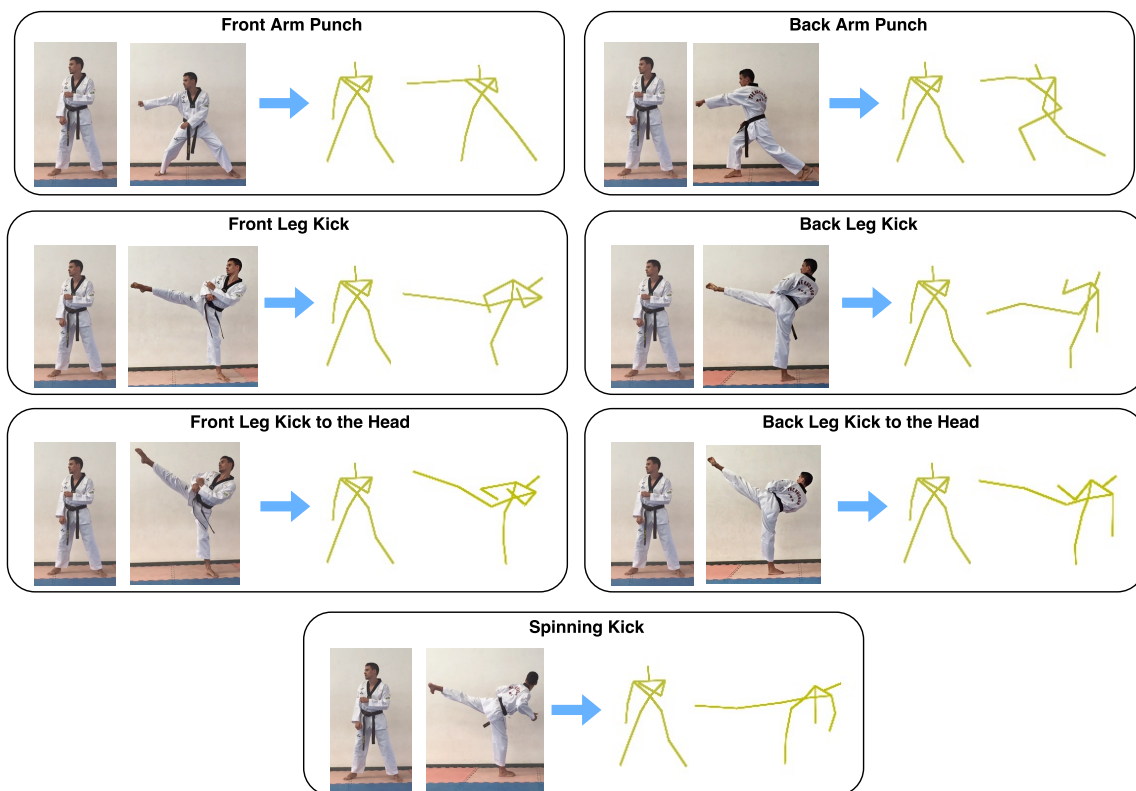 Front Arm Punch
Back Arm Punch
Front Leg Kick
Back Leg Kick
Front Leg Kick to the Head
Back Leg Kick to the Head
Spinning Kick